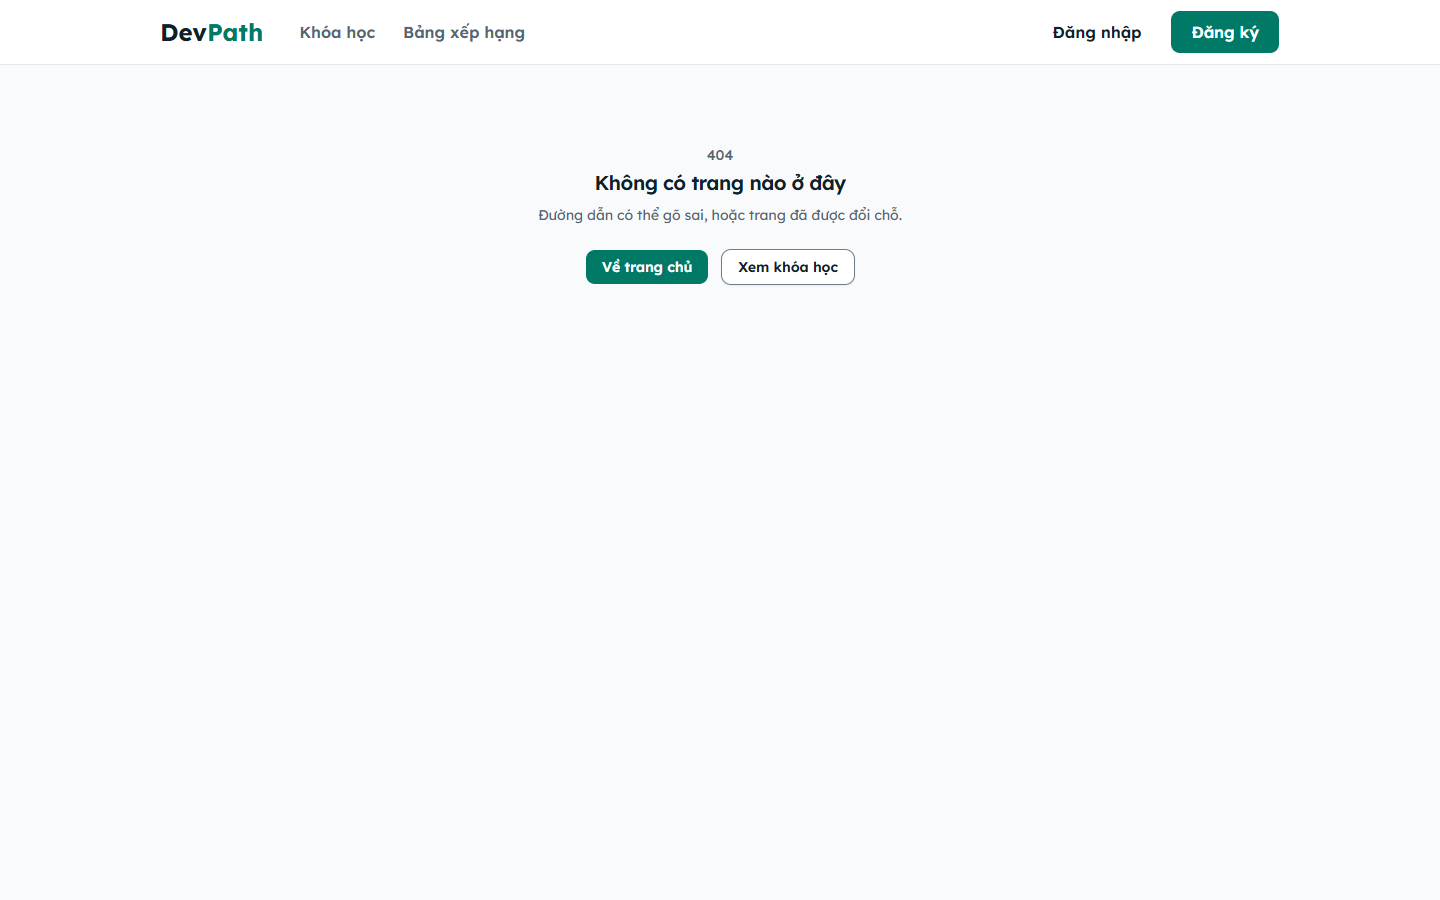 DevPath Khóa học Bảng xếp hạng Đăng nhập Đăng ký
404
Không có trang nào ở đây
Đường dẫn có thể gõ sai, hoặc trang đã được đổi chỗ.
Về trang chủ Xem khóa học